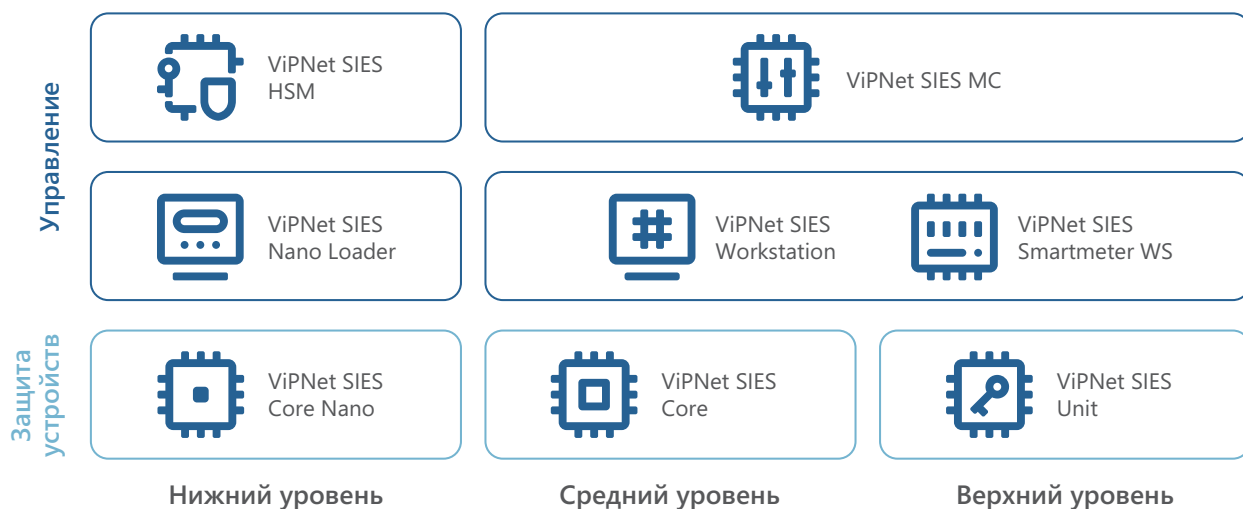 Управление
ViPNet SIES
HSM
ViPNet SIES MC
ViPNet SIES
Nano Loader
ViPNet SIES
Workstation
ViPNet SIES
Smartmeter WS
Защита
устройств
ViPNet SIES
Core Nano
ViPNet SIES
Core
ViPNet SIES
Unit
Нижний уровень
Средний уровень
Верхний уровень